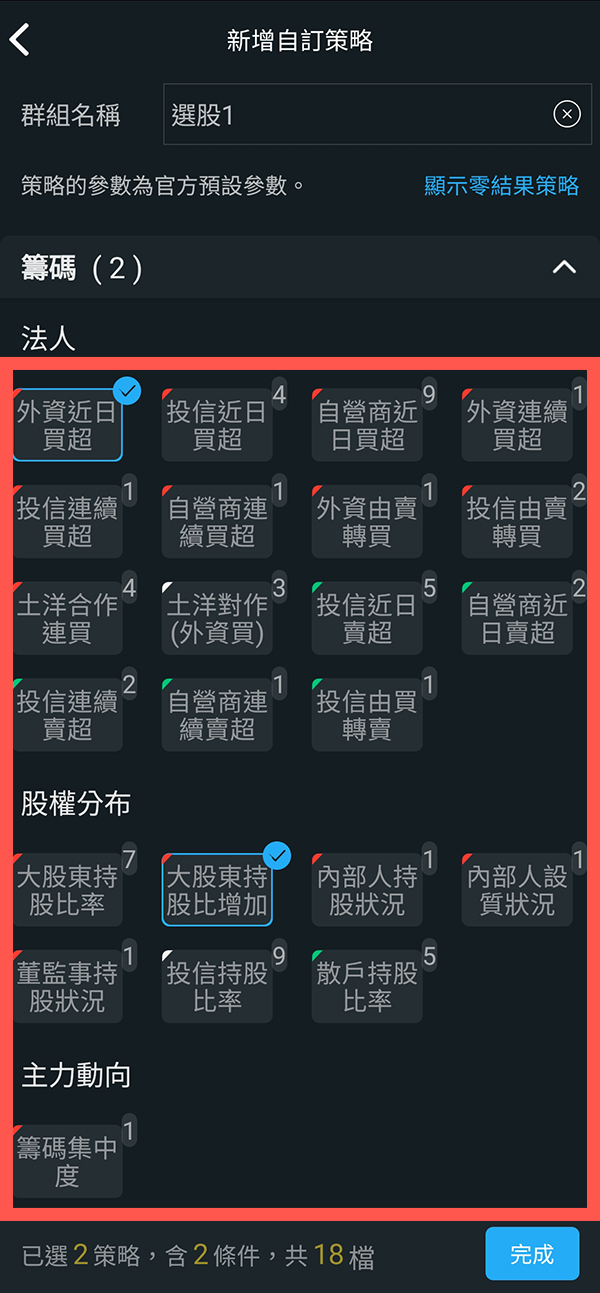 新增自訂策略
群組名稱
選股1
策略的參數為官方預設參數。
顯示零結果策略
籌碼 (2)
法人
外資近日
買超
投信近日
買超
4
自營商近
日買超
9
外資連續
買超
1
投信連續
買超
1
自營商連
續買超
1
外資由賣
轉買
1
投信由賣
轉買
2
土洋合作
連買
4
土洋對作
(外資買)
3
投信近日
賣超
5
自營商近
日賣超
2
投信連續
賣超
2
自營商連
續賣超
1
投信由買
轉賣
1
股權分布
大股東持
股比率
7
大股東持
股比增加
內部人持
股狀況
1
內部人設
質狀況
1
董監事持
股狀況
1
投信持股
比率
9
散戶持股
比率
5
主力動向
籌碼集中
度
1
已選2策略，含2條件，共18檔
完成